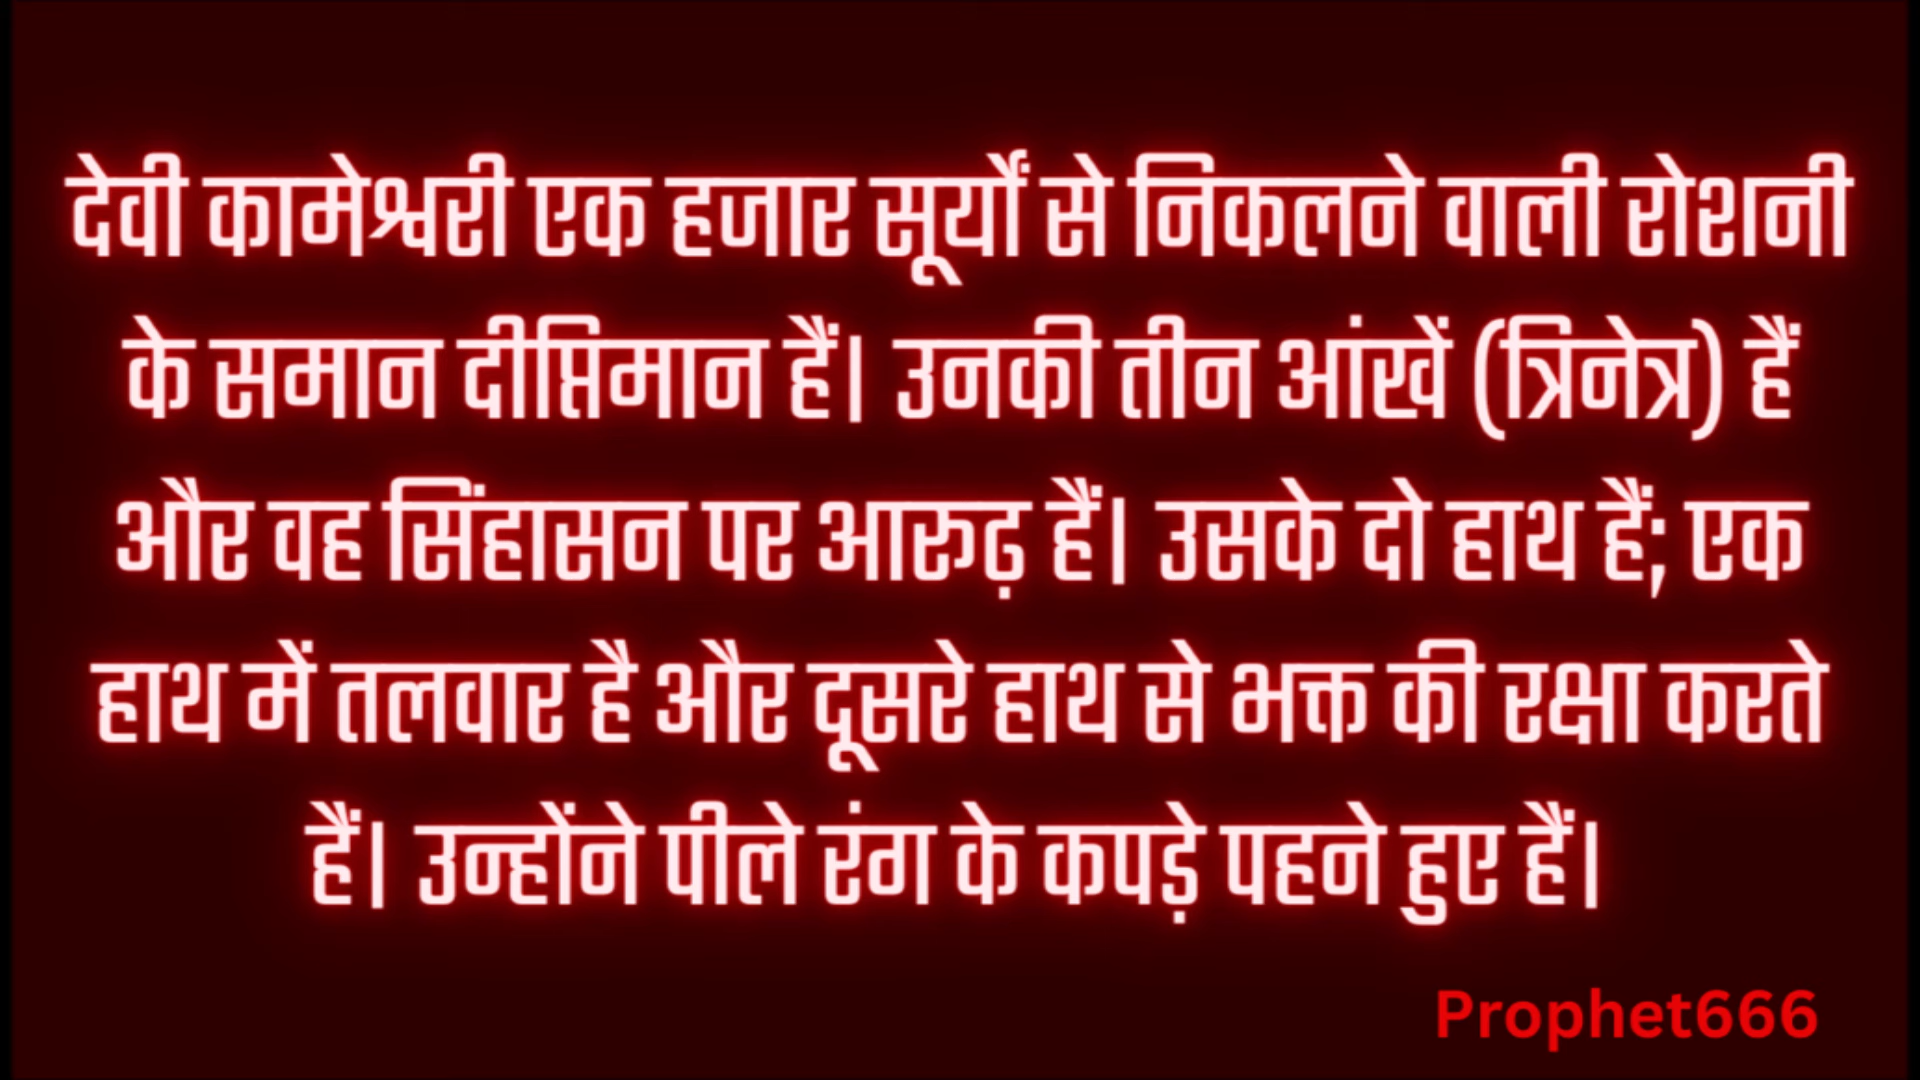 देवी कामेश्वरी एक हजार सूर्यों से निकलने वाली रोशनी
के समान दीप्तिमान हैं। उनकी तीन आंखें (त्रिनेत्र) हैं
और वह सिंहासन पर आरूढ़ हैं। उसके दो हाथ हैं; एक
हाथ में तलवार है और दूसरे हाथ से भक्त की रक्षा करते
हैं। उन्होंने पीले रंग के कपड़े पहने हुए हैं।
Prophet666